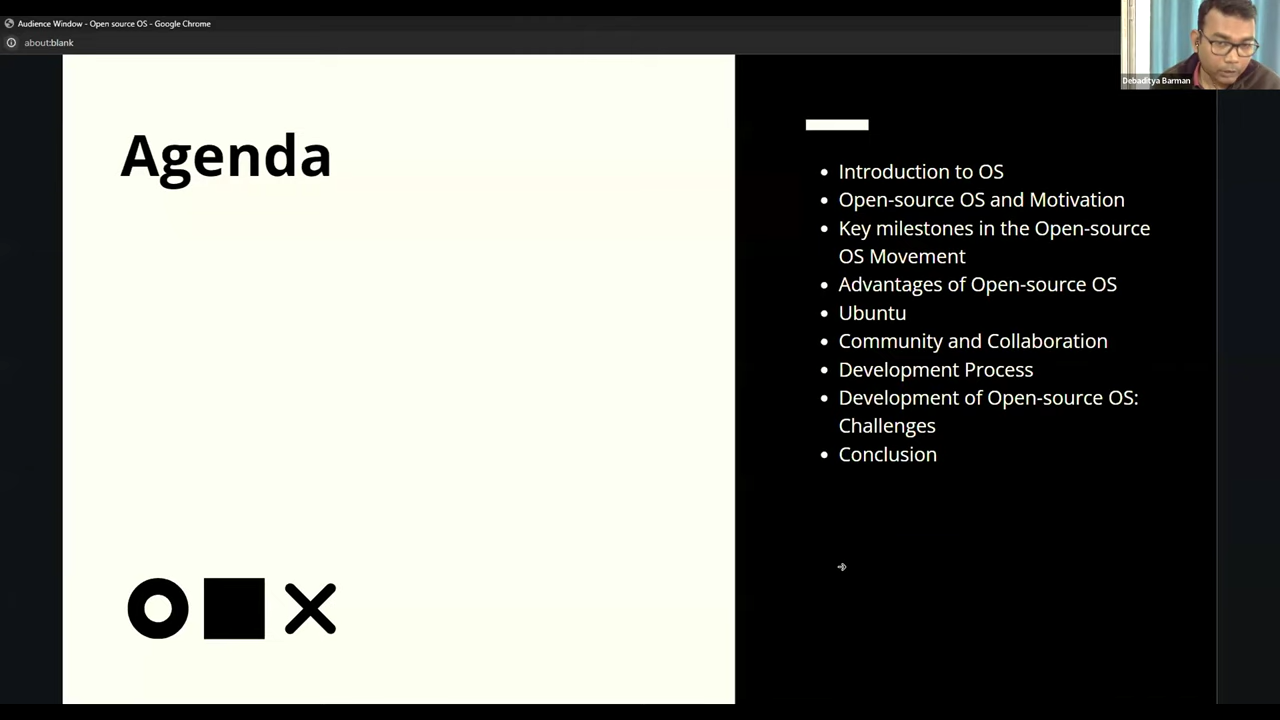 Audience Window - Open source OS - Google Chrome
about:blank
Debaditya Barman
Agenda
• Introduction to OS
• Open-source OS and Motivation
• Key milestones in the Open-source
OS Movement
• Advantages of Open-source OS
• Ubuntu
• Community and Collaboration
• Development Process
• Development of Open-source OS:
Challenges
• Conclusion